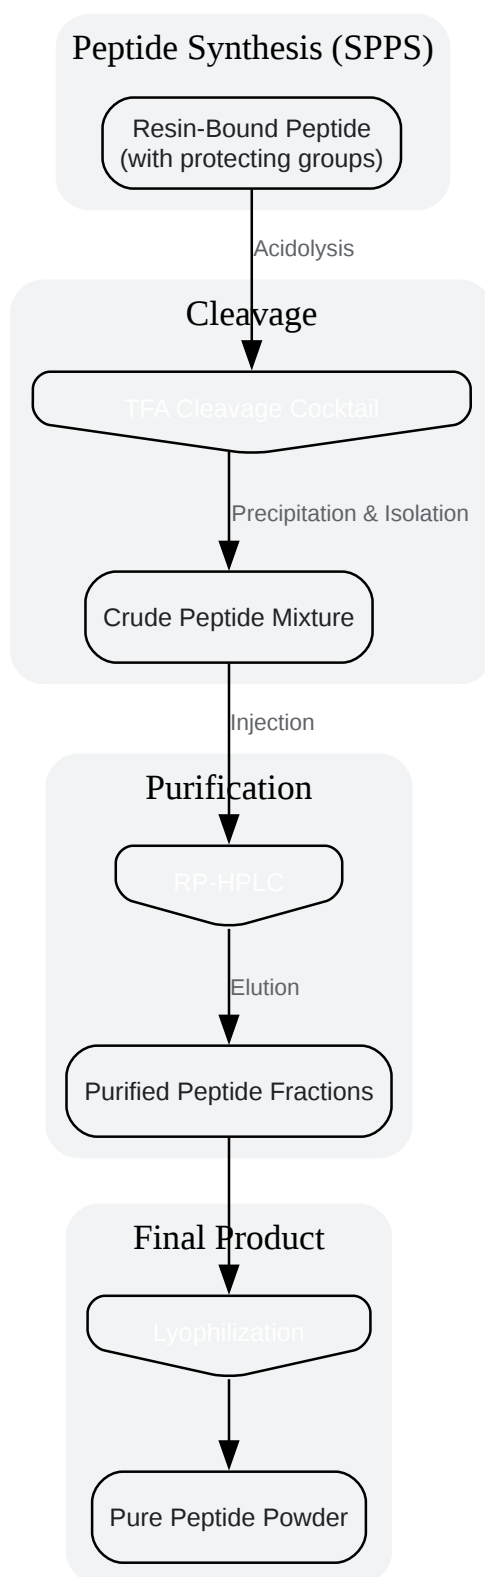 Peptide Synthesis (SPPS)
Resin-Bound Peptide
(with protecting groups)
Acidolysis
Cleavage
TFA Cleavage Cocktail
Precipitation & Isolation
Crude Peptide Mixture
Injection
Purification
RP-HPLC
Elution
Purified Peptide Fractions
Final Product
Lyophilization
Pure Peptide Powder